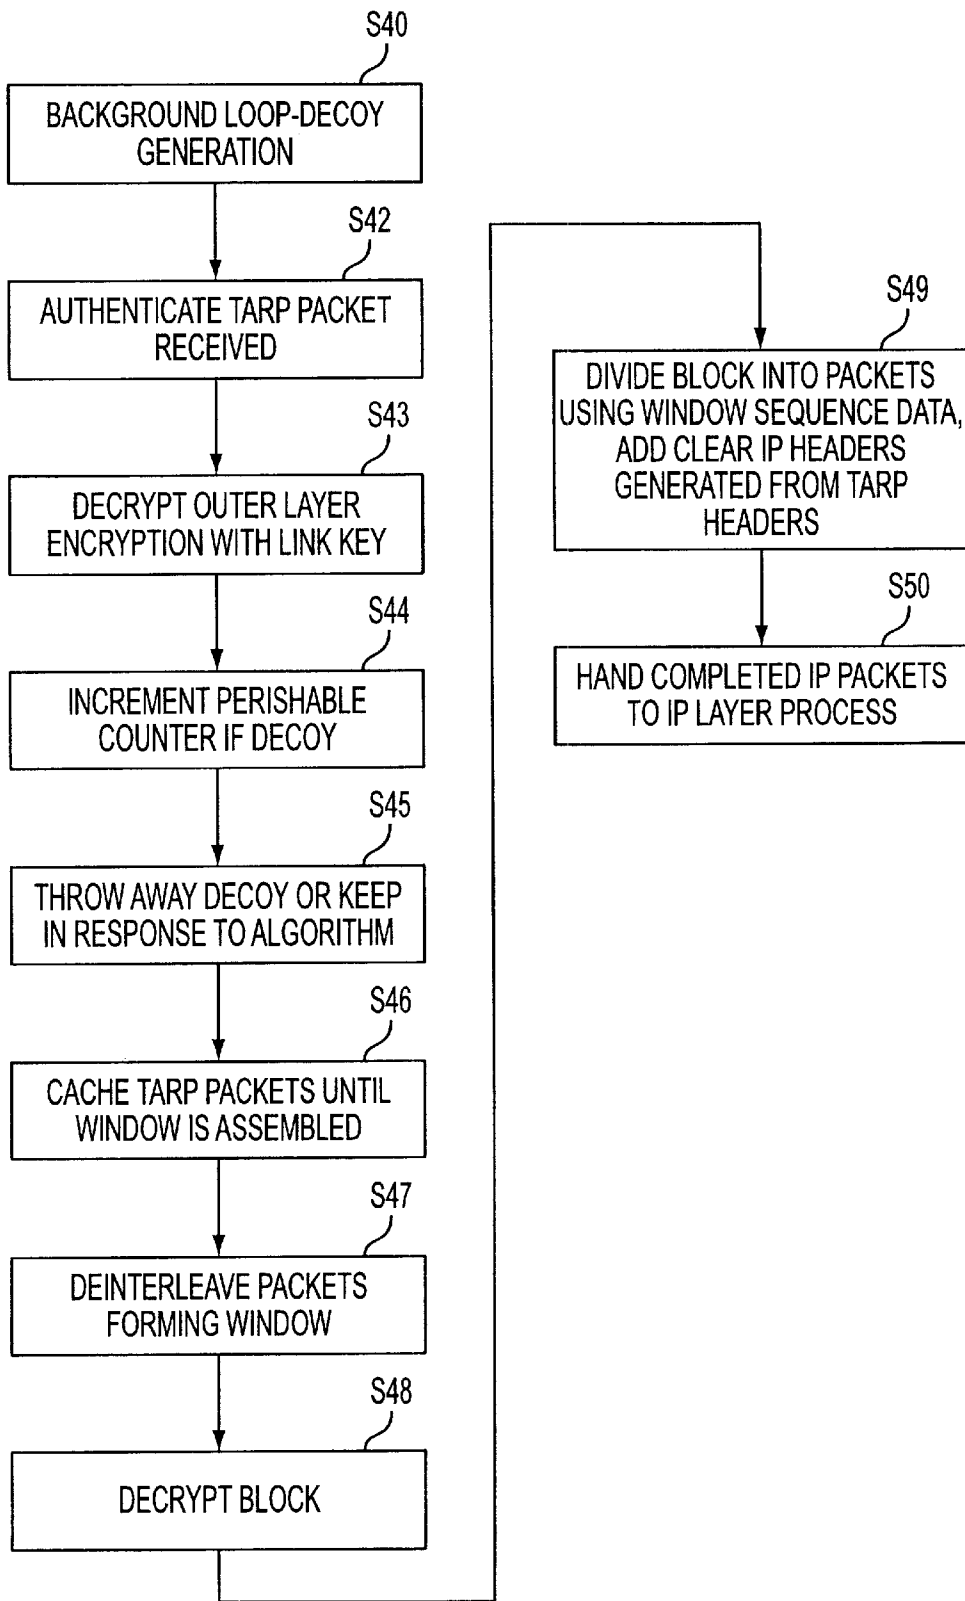 S40
BACKGROUND LOOP-DECOY
GENERATION
S42
AUTHENTICATE TARP PACKET
RECEIVED
S43
DECRYPT OUTER LAYER
ENCRYPTION WITH LINK KEY
S44
INCREMENT PERISHABLE
COUNTER IF DECOY
S45
THROW AWAY DECOY OR KEEP
IN RESPONSE TO ALGORITHM
S46
CACHE TARP PACKETS UNTIL
WINDOW IS ASSEMBLED
S47
DEINTERLEAVE PACKETS
FORMING WINDOW
S48
DECRYPT BLOCK
S49
DIVIDE BLOCK INTO PACKETS
USING WINDOW SEQUENCE DATA,
ADD CLEAR IP HEADERS
GENERATED FROM TARP
HEADERS
S50
HAND COMPLETED IP PACKETS
TO IP LAYER PROCESS